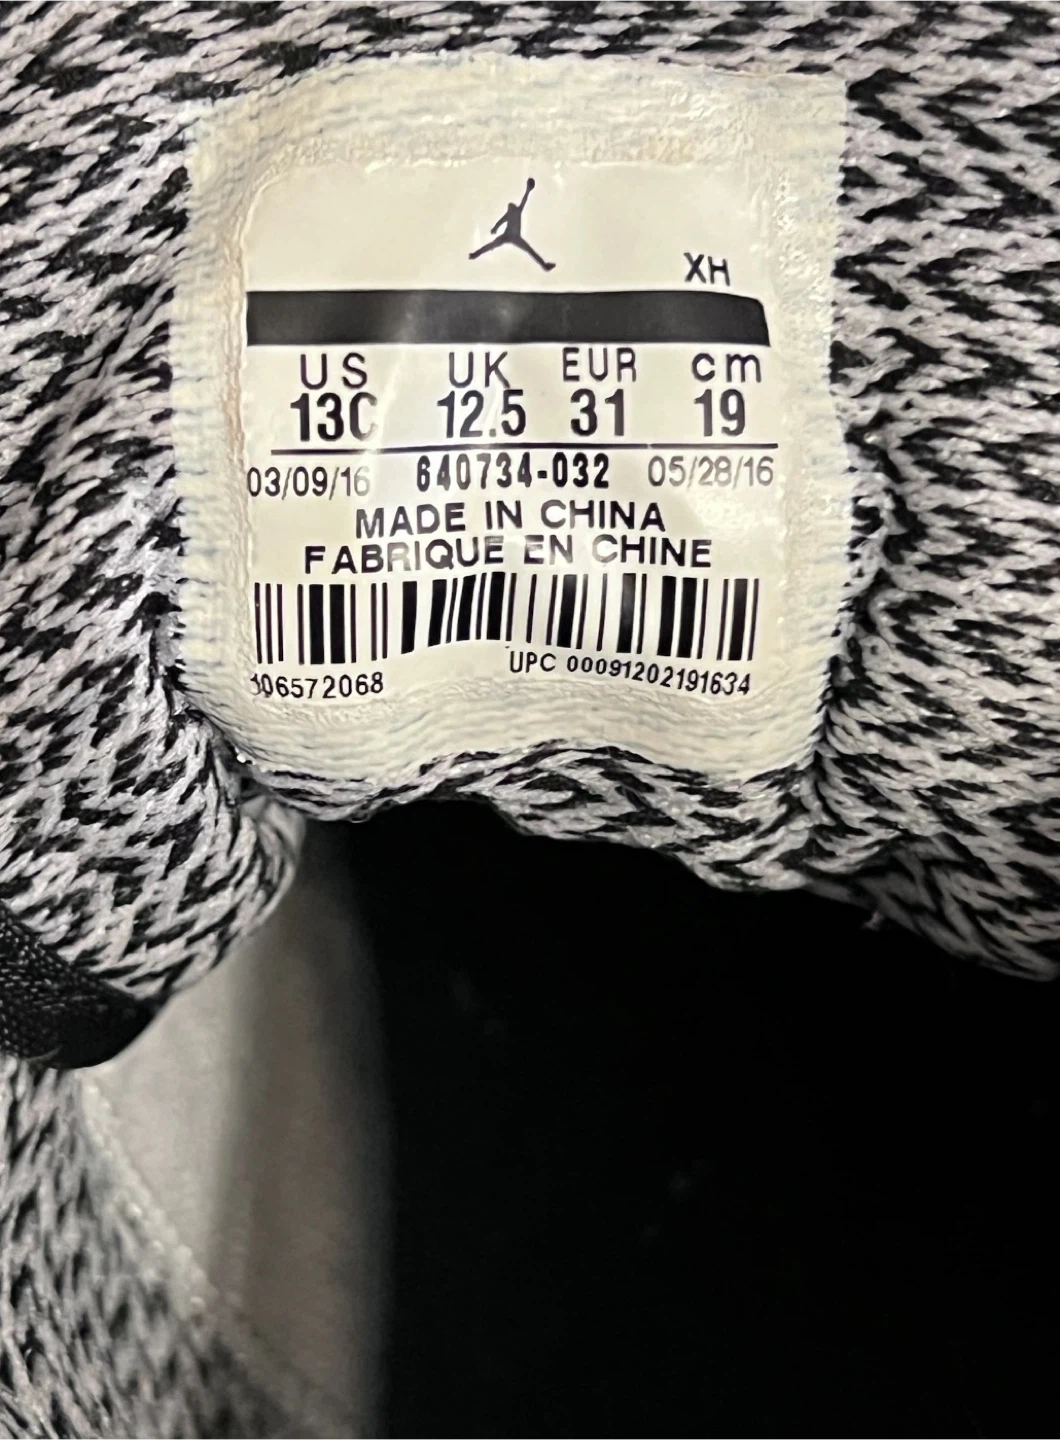 XH
US UK EUR cm
13C 12.5 31 19
03/09/16 640734-032 05/28/16
MADE IN CHINA
FABRIQUE EN CHINE
UPC 00091202191634